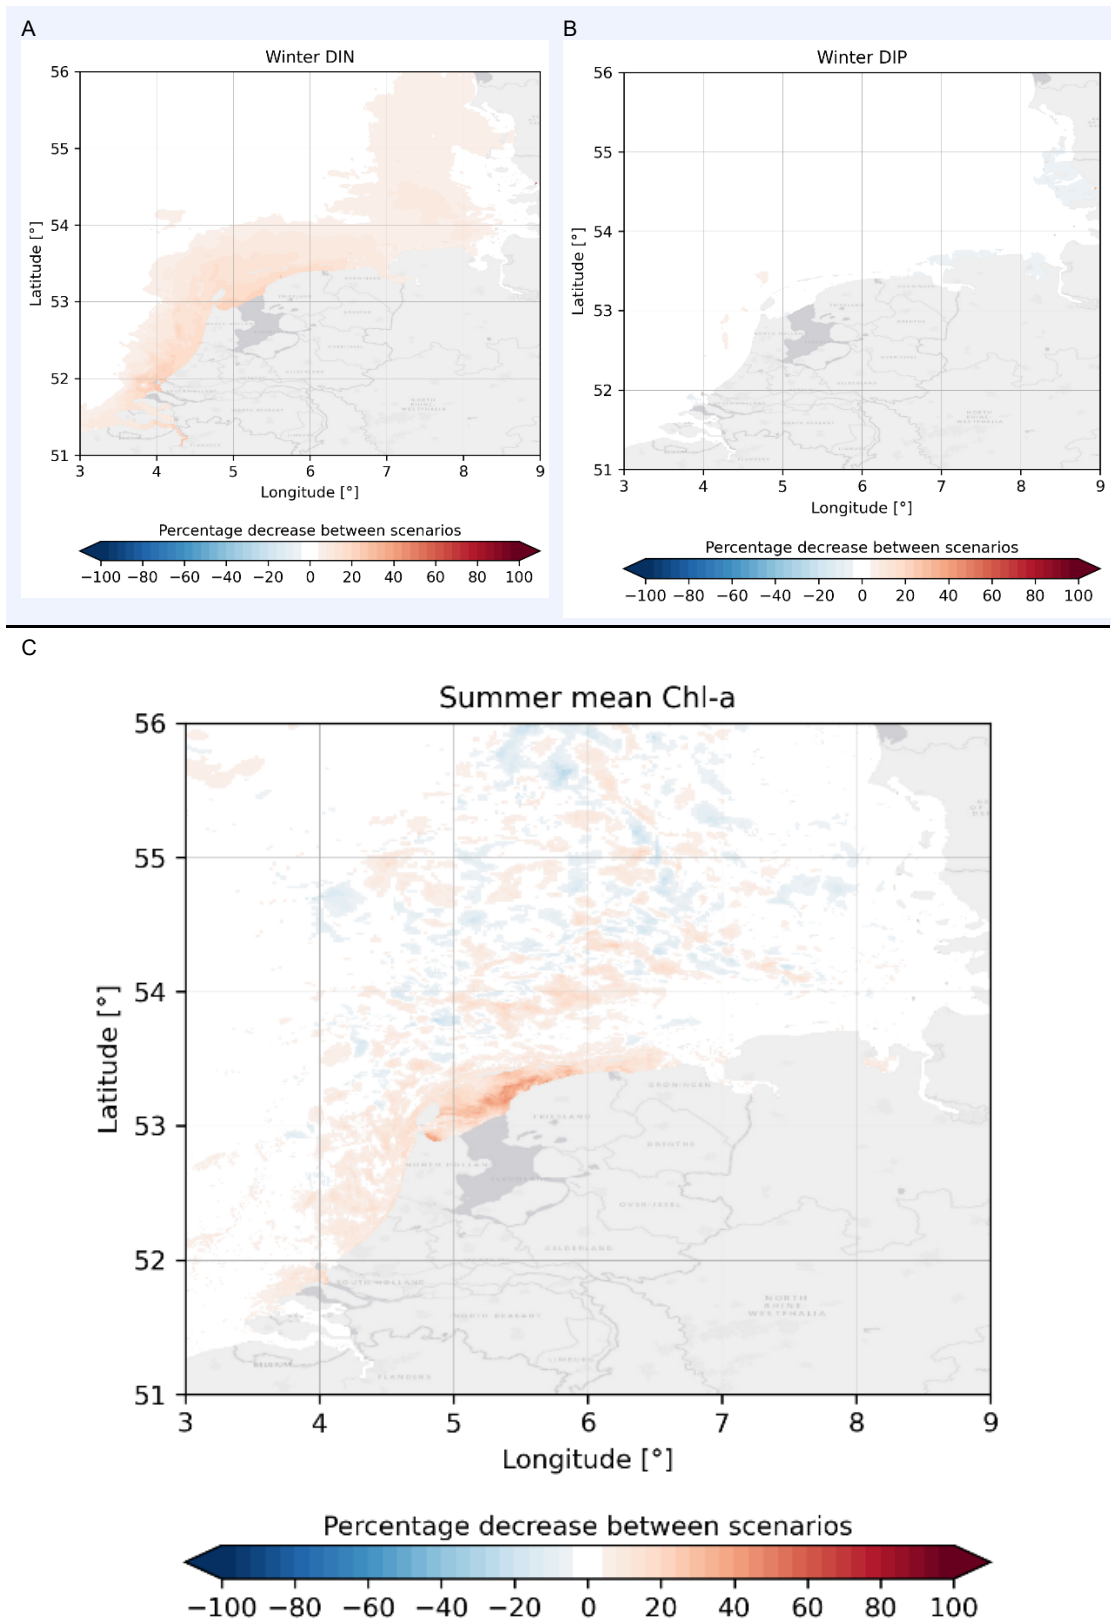 A
Winter DIN
56
55
54
53
52
51
Latitude [°]
3 4 5 6 7 8 9
Longitude [°]
Percentage decrease between scenarios
−100 −80 −60 −40 −20 0 20 40 60 80 100
B
Winter DIP
56
55
54
53
52
51
Latitude [°]
3 4 5 6 7 8 9
Longitude [°]
NORTH
RHINE-
WESTPHALIA
Percentage decrease between scenarios
−100 −80 −60 −40 −20 0 20 40 60 80 100
C
Summer mean Chl-a
56
55
54
53
52
51
Latitude [°]
GRONINGEN
FRIESLAND
DRENTHE
NORTH HOLLAND
FLEVOLAND
OVERIJSSEL
GELDERLAND
SOUTH HOLLAND
NORTH BRABANT
NORTH
RHINE-
WESTPHALIA
LIMBURG
FLANDERS
3 4 5 6 7 8 9
Longitude [°]
Percentage decrease between scenarios
−100 −80 −60 −40 −20 0 20 40 60 80 100